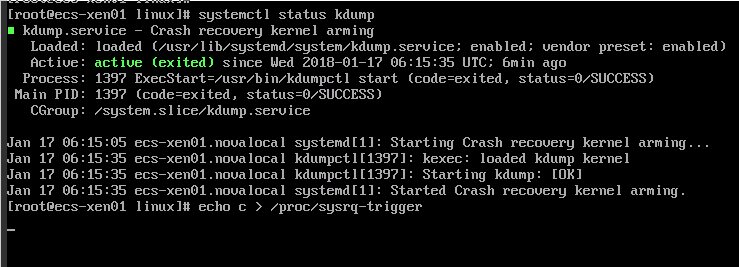 [root@ecs-xen01 linux]# systemctl status kdump
kdump.service - Crash recovery kernel arming
Loaded: loaded (/usr/lib/systemd/system/kdump.service; enabled; vendor preset: enabled)
Active: active (exited) since Wed 2018-01-17 06:15:35 UTC; 6min ago
Process: 1397 ExecStart=/usr/bin/kdumpctl start (code=exited, status=0/SUCCESS)
Main PID: 1397 (code=exited, status=0/SUCCESS)
CGroup: /system.slice/kdump.service
Jan 17 06:15:05 ecs-xen01.novalocal systemd[1]: Starting Crash recovery kernel arming...
Jan 17 06:15:35 ecs-xen01.novalocal kdumpctl[1397]: kexec: loaded kdump kernel
Jan 17 06:15:35 ecs-xen01.novalocal kdumpctl[1397]: Starting kdump: [OK]
Jan 17 06:15:35 ecs-xen01.novalocal systemd[1]: Started Crash recovery kernel arming.
[root@ecs-xen01 linux]# echo c > /proc/sysrq-trigger